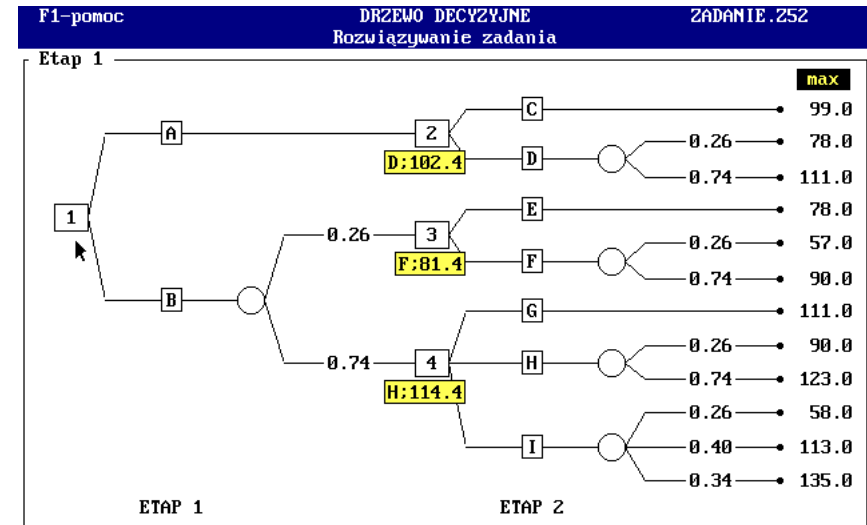 F1-pomoc DRZEWO DECYZYJNE ZADANIE.Z52
Rozwiązywanie zadania
Etap 1
max
C 99.0
A 2 0.26 78.0
D;102.4 D
0.74 111.0
E 78.0
1 0.26 3 0.26 57.0
F;81.4 F
0.74 90.0
B G 111.0
0.26 90.0
0.74 4 H
0.74 123.0
H;114.4
0.26 58.0
I 0.40 113.0
0.34 135.0
ETAP 1 ETAP 2